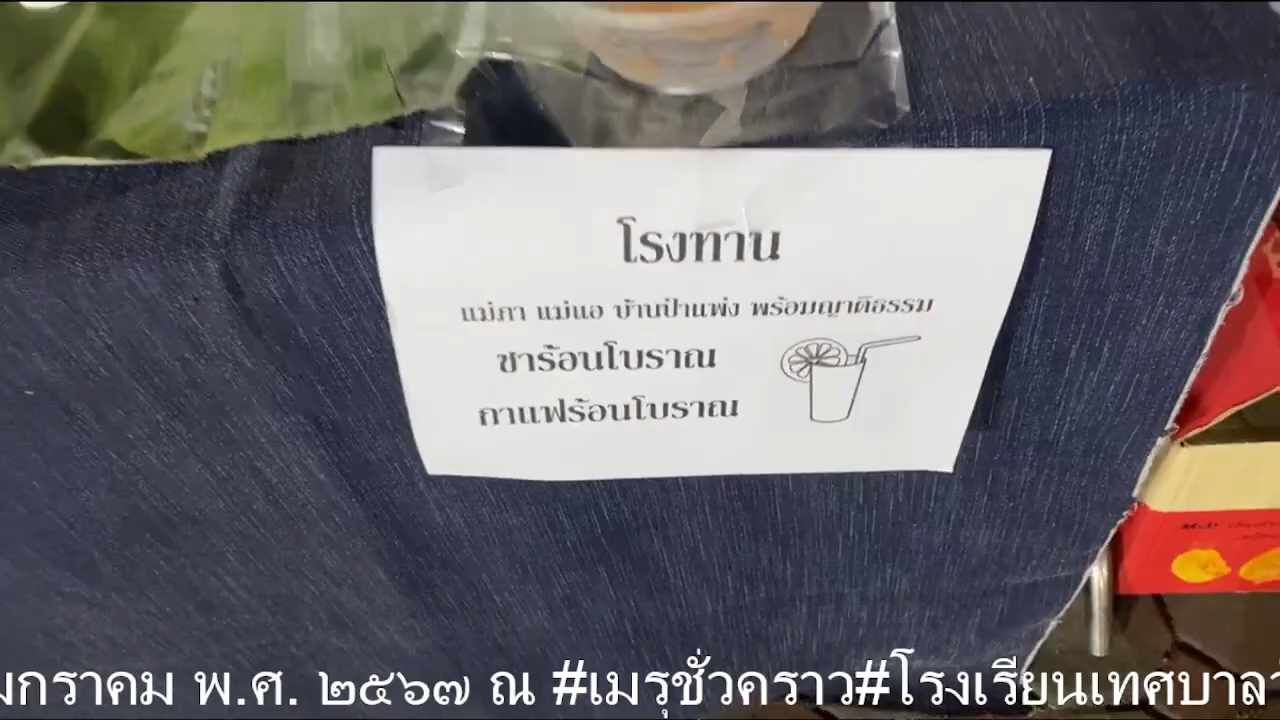 โรงทาน
แม่ภา แม่แอ บ้านป่าแพ่ง พร้อมญาติธรรม
ชาร้อนโบราณ
กาแฟร้อนโบราณ
มกราคม พ.ศ. ๒๕๖๗ ณ #เมรุชั่วคราว#โรงเรียนเทศบาลว